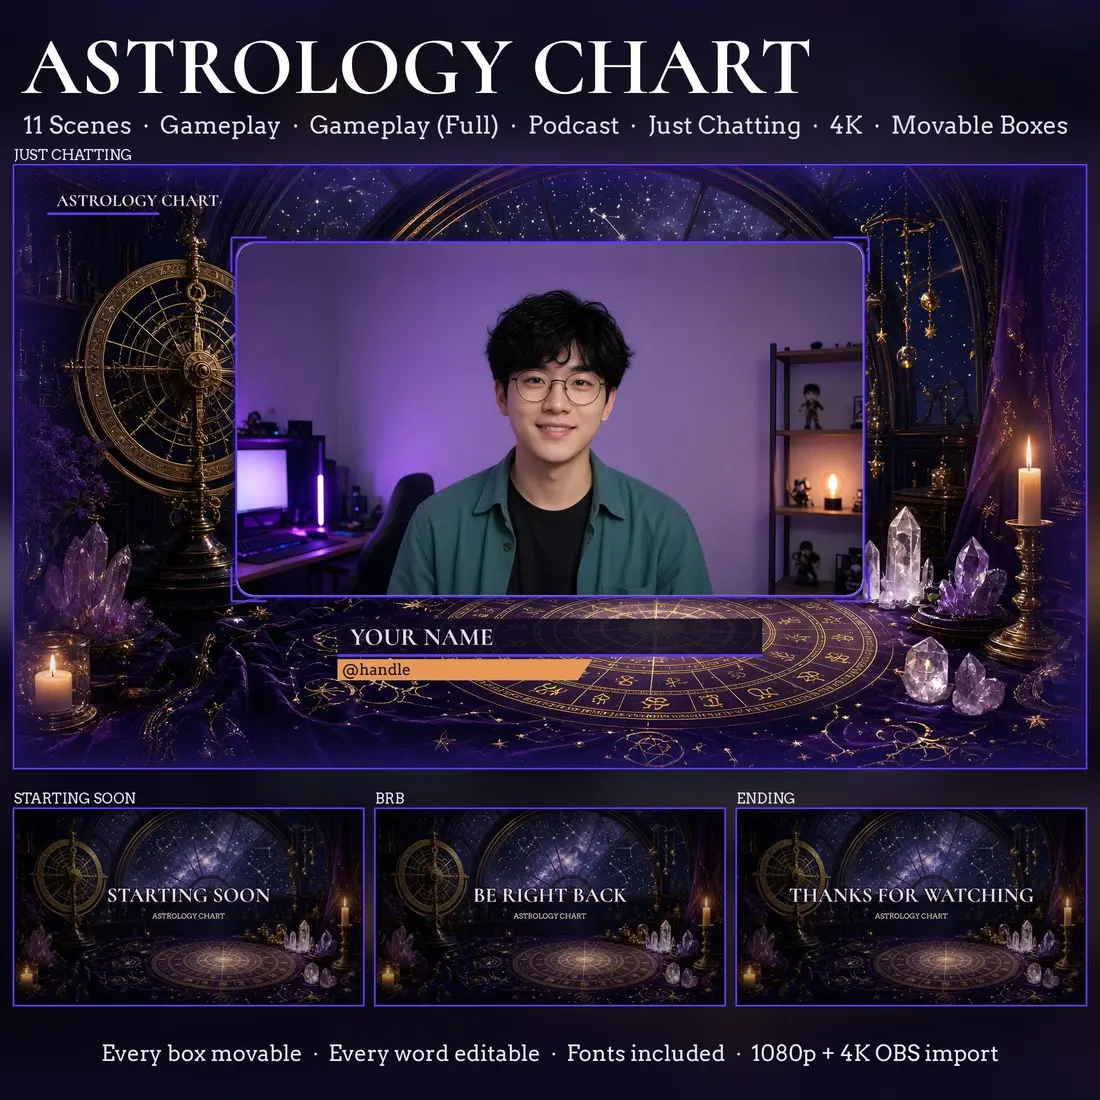 ASTROLOGY CHART
11 Scenes · Gameplay · Gameplay (Full) · Podcast · Just Chatting · 4K · Movable Boxes
JUST CHATTING
ASTROLOGY CHART
YOUR NAME
@handle
STARTING SOON
BRB
ENDING
STARTING SOON
ASTROLOGY CHART
BE RIGHT BACK
ASTROLOGY CHART
THANKS FOR WATCHING
ASTROLOGY CHART
Every box movable · Every word editable · Fonts included · 1080p + 4K OBS import